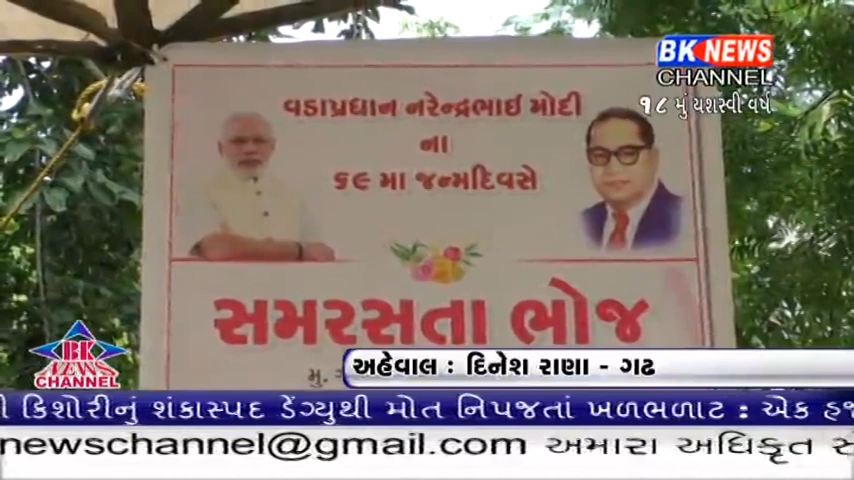 BK NEWS
CHANNEL
૧૮ મું યશસ્વી વર્ષ
વડાપ્રધાન નરેન્દ્રભાઈ મોદી
ના
૬૯ મા જન્મદિવસે
સમરસતા ભોજ
મુ.
અહેવાલ : દિનેશ રાણા - ગઢ
BK
NEWS
CHANNEL
કિશોરીનું શંકાસ્પદ ડેંગ્યુથી મોત નિપજતાં ખળભળાટ : એક
newschannel@gmail.com અમારા અધિકૃત